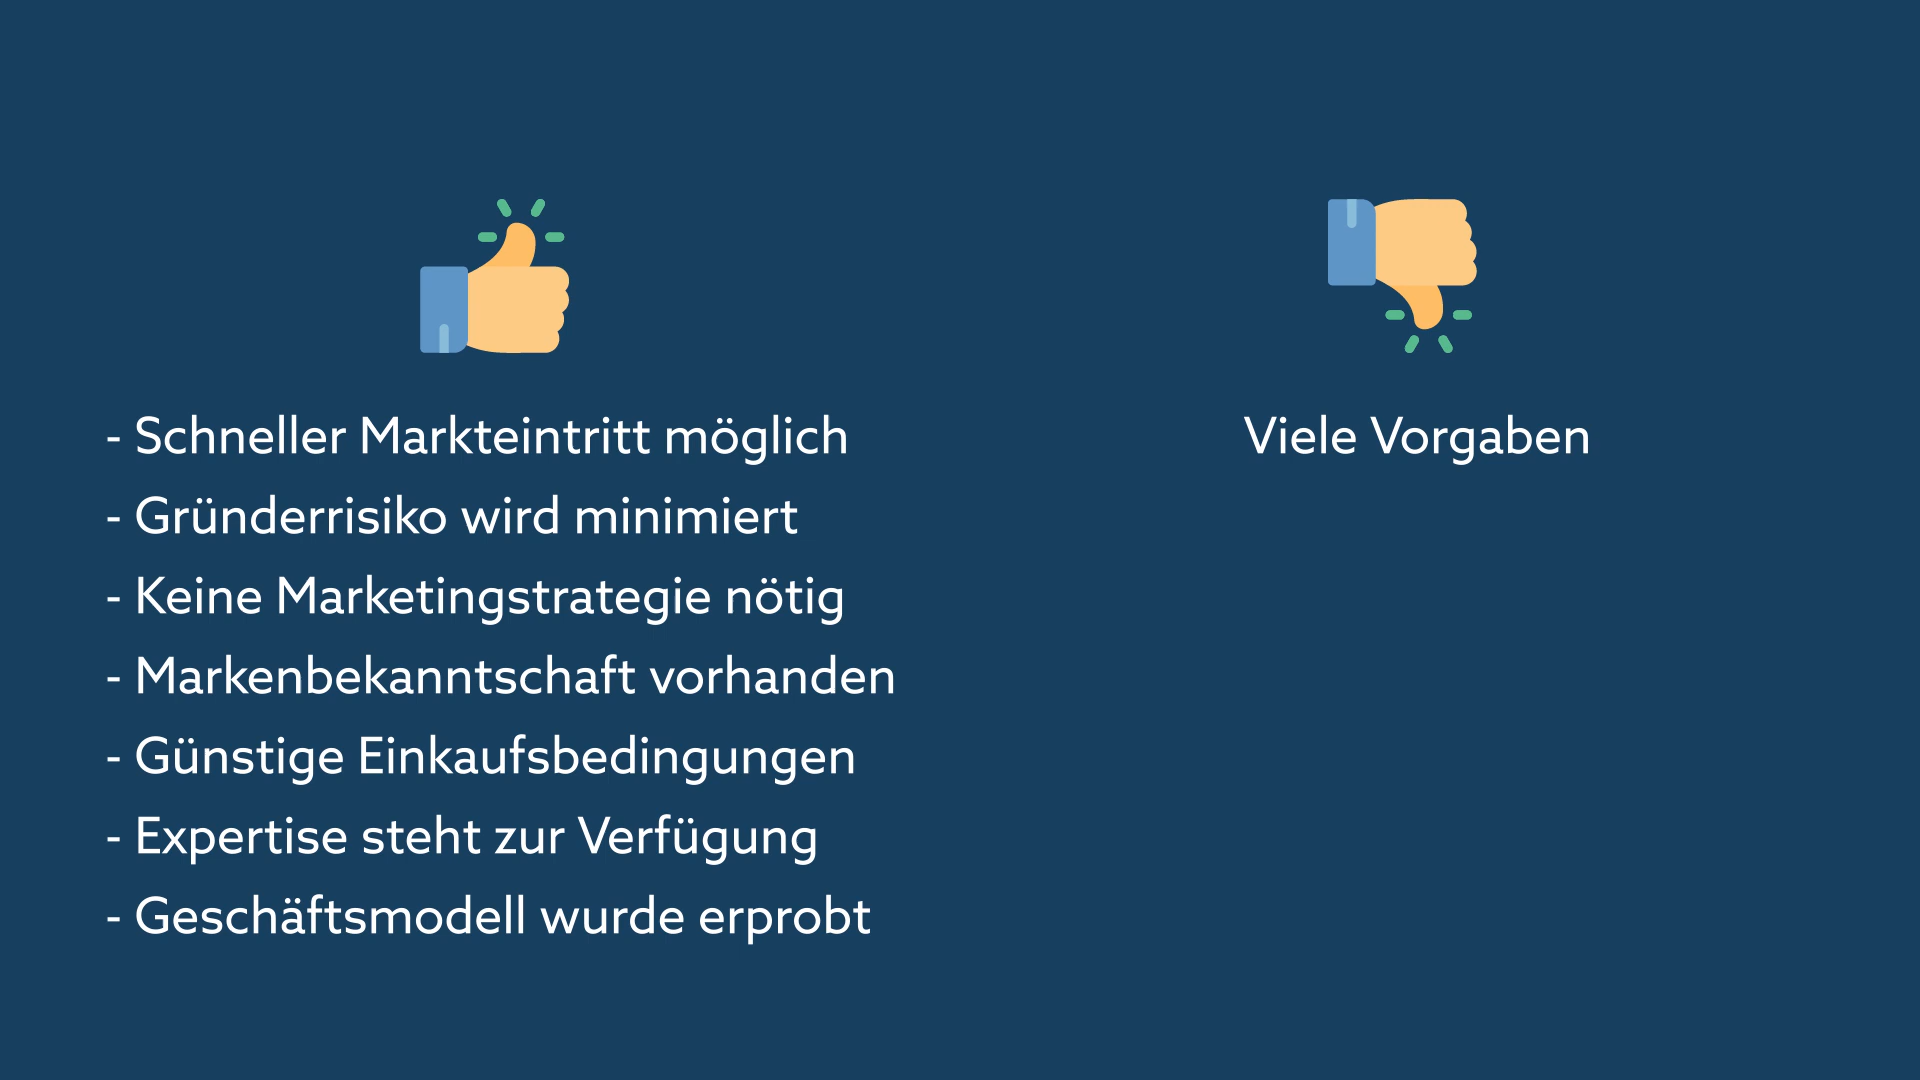 - Schneller Markteintritt möglich
- Gründerrisiko wird minimiert
- Keine Marketingstrategie nötig
- Markenbekanntschaft vorhanden
- Günstige Einkaufsbedingungen
- Expertise steht zur Verfügung
- Geschäftsmodell wurde erprobt
Viele Vorgaben